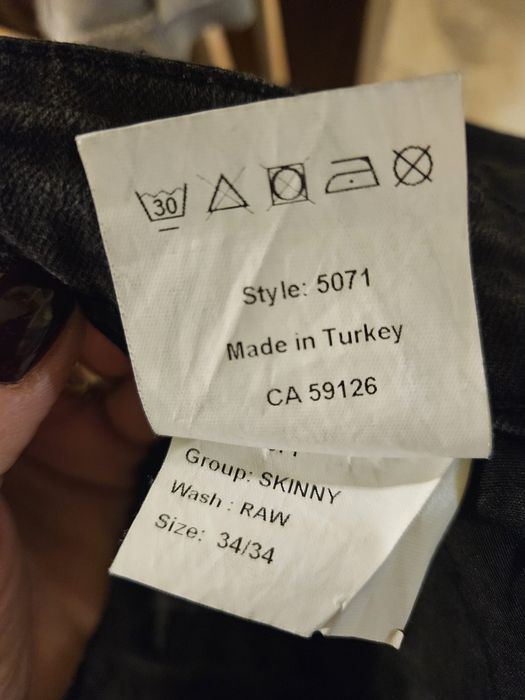 30
Style: 5071
Made in Turkey
CA 59126
Group: SKINNY
Wash : RAW
Size: 34/34